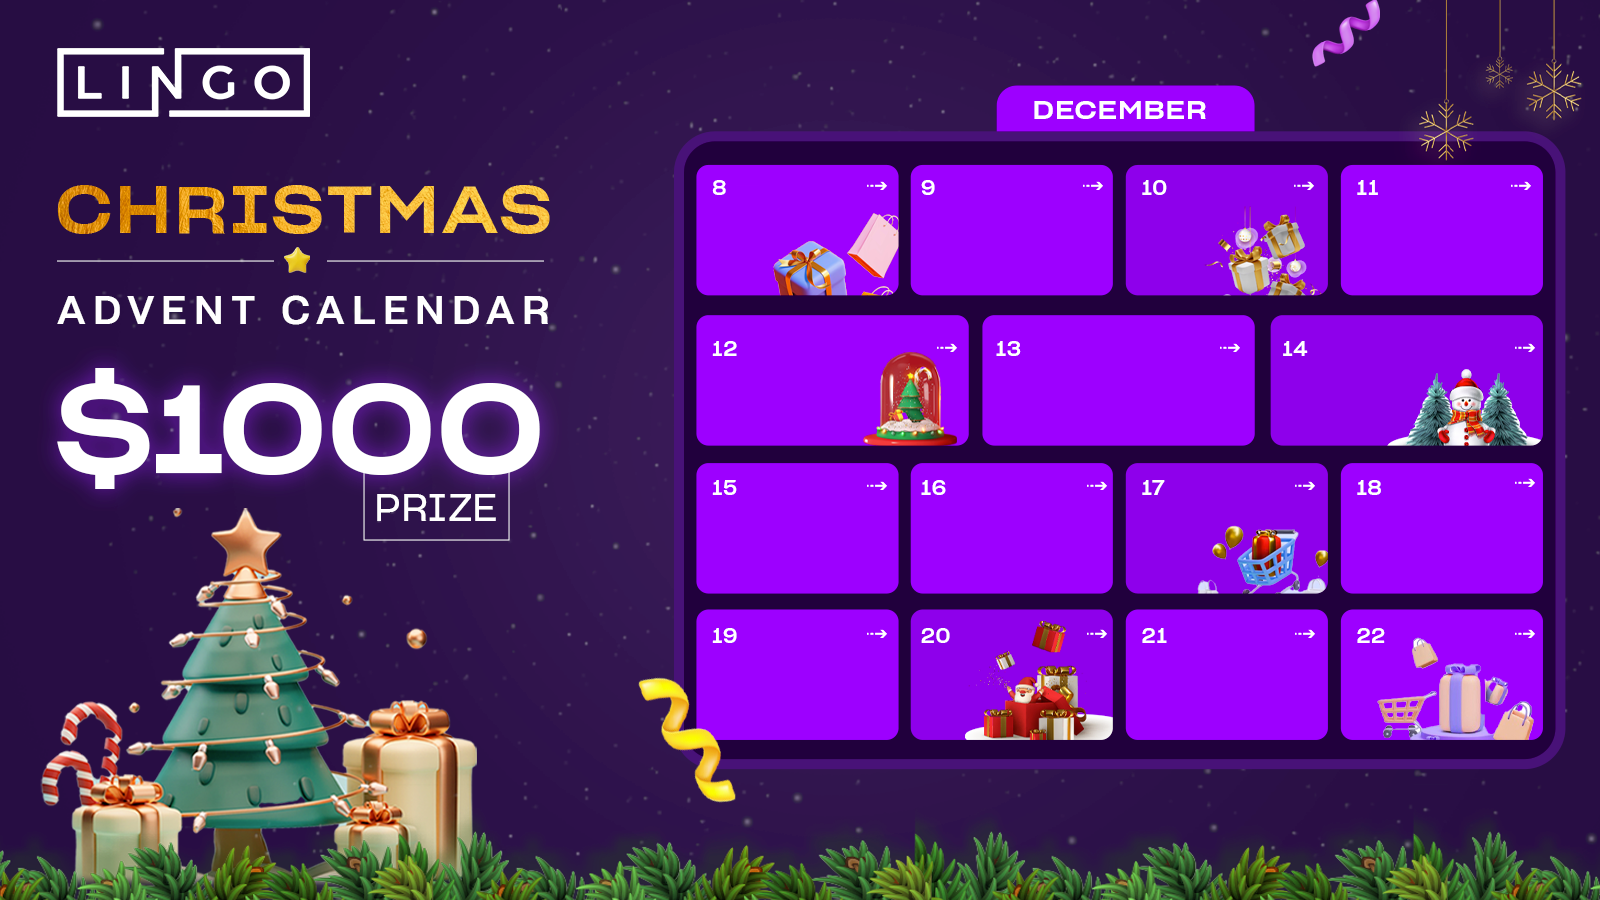 LINGO
CHRISTMAS
ADVENT CALENDAR
$1000
PRIZE
DECEMBER
8 9 10 11
12 13 14
15 16 17 18
19 20 21 22